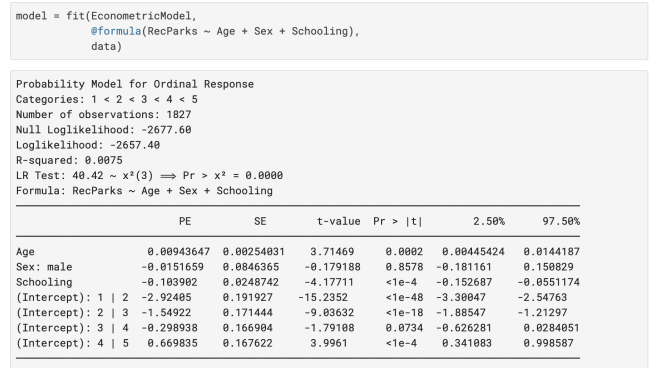 model = fit(EconometricModel,
@formula(RecParks ~ Age + Sex + Schooling),
data)
Probability Model for Ordinal Response
Categories: 1 < 2 < 3 < 4 < 5
Number of observations: 1827
Null Loglikelihood: -2677.60
Loglikelihood: -2657.40
R-squared: 0.0075
LR Test: 40.42 ~ χ²(3) ⟹ Pr > χ² = 0.0000
Formula: RecParks ~ Age + Sex + Schooling
PE SE t-value Pr > |t| 2.50% 97.50%
Age 0.00943647 0.00254031 3.71469 0.0002 0.00445424 0.0144187
Sex: male -0.0151659 0.0846365 -0.179188 0.8578 -0.181161 0.150829
Schooling -0.103902 0.0248742 -4.17711 <1e-4 -0.152687 -0.0551174
(Intercept): 1 | 2 -2.92405 0.191927 -15.2352 <1e-48 -3.30047 -2.54763
(Intercept): 2 | 3 -1.54922 0.171444 -9.03632 <1e-18 -1.88547 -1.21297
(Intercept): 3 | 4 -0.298938 0.166904 -1.79108 0.0734 -0.626281 0.0284051
(Intercept): 4 | 5 0.669835 0.167622 3.9961 <1e-4 0.341083 0.998587